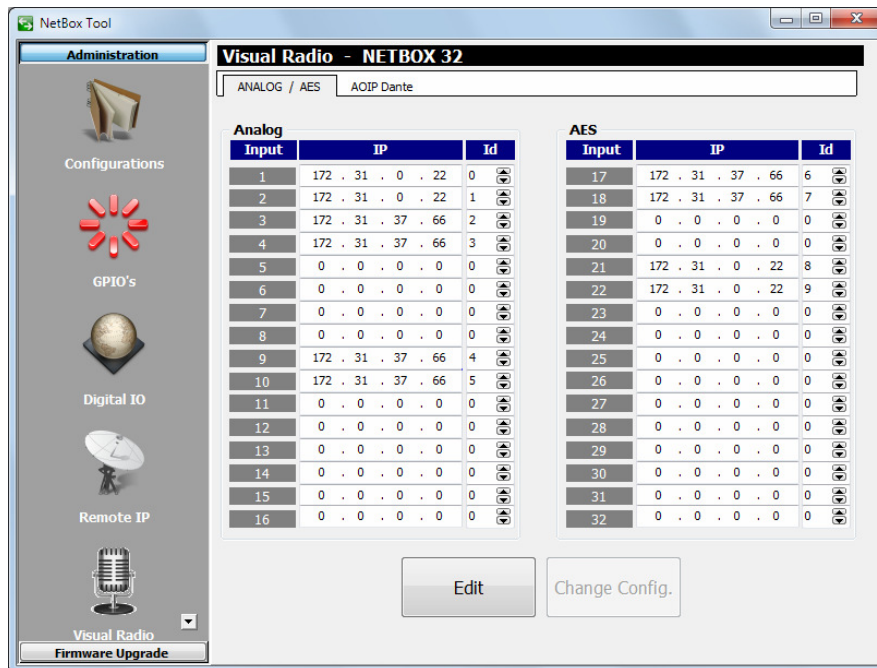 NetBox Tool
Administration
Configurations
GPIO's
Digital IO
Remote IP
Visual Radio
Firmware Upgrade
Visual Radio - NETBOX 32
ANALOG / AES AOIP Dante
Analog
Input IP Id
1 172 . 31 . 0 . 22 0
2 172 . 31 . 0 . 22 1
3 172 . 31 . 37 . 66 2
4 172 . 31 . 37 . 66 3
5 0 . 0 . 0 . 0 0
6 0 . 0 . 0 . 0 0
7 0 . 0 . 0 . 0 0
8 0 . 0 . 0 . 0 0
9 172 . 31 . 37 . 66 4
10 172 . 31 . 37 . 66 5
11 0 . 0 . 0 . 0 0
12 0 . 0 . 0 . 0 0
13 0 . 0 . 0 . 0 0
14 0 . 0 . 0 . 0 0
15 0 . 0 . 0 . 0 0
16 0 . 0 . 0 . 0 0
AES
Input IP Id
17 172 . 31 . 37 . 66 6
18 172 . 31 . 37 . 66 7
19 0 . 0 . 0 . 0 0
20 0 . 0 . 0 . 0 0
21 172 . 31 . 0 . 22 8
22 172 . 31 . 0 . 22 9
23 0 . 0 . 0 . 0 0
24 0 . 0 . 0 . 0 0
25 0 . 0 . 0 . 0 0
26 0 . 0 . 0 . 0 0
27 0 . 0 . 0 . 0 0
28 0 . 0 . 0 . 0 0
29 0 . 0 . 0 . 0 0
30 0 . 0 . 0 . 0 0
31 0 . 0 . 0 . 0 0
32 0 . 0 . 0 . 0 0
Edit
Change Config.